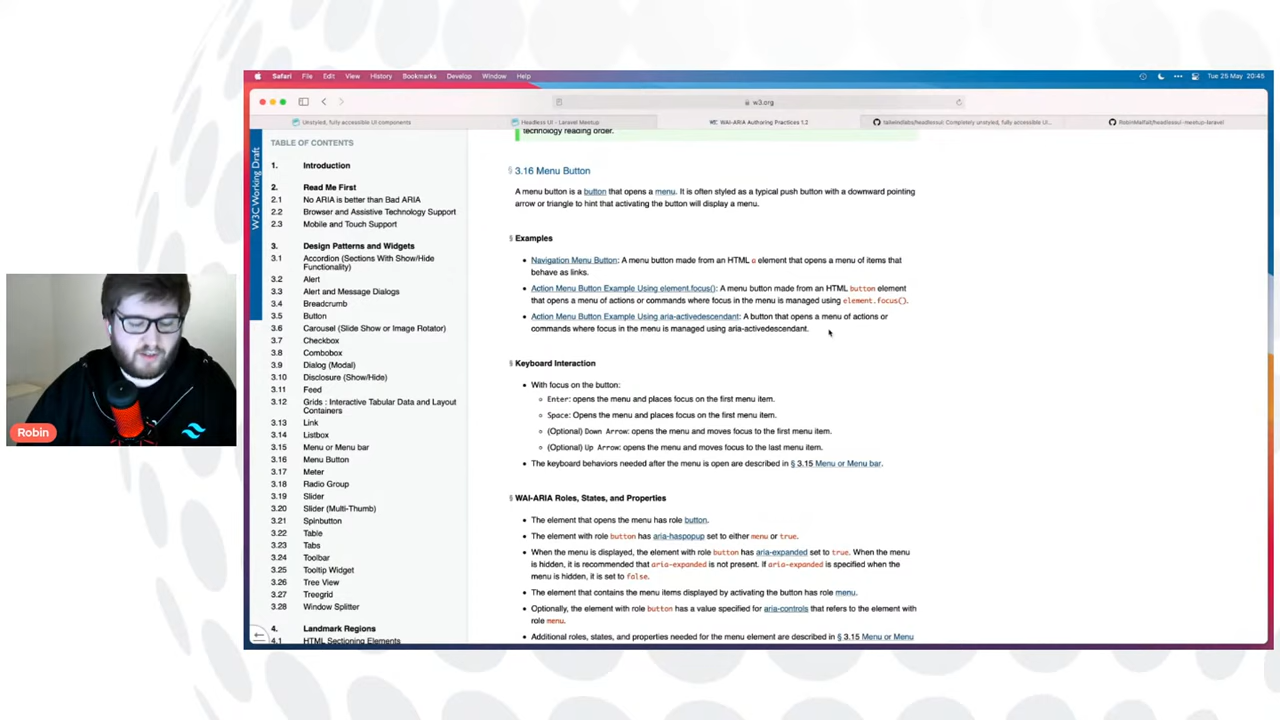 Safari File Edit View History Bookmarks Develop Window Help
Tue 25 May 20:45
w3.org
Unstyled, fully accessible UI components
Headless UI - Laravel Meetup
WAI-ARIA Authoring Practices 1.2
tailwindlabs/headlessui: Completely unstyled, fully accessible UI...
RobinMalfait/headlessui-meetup-laravel
W3C Working Draft
TABLE OF CONTENTS
1. Introduction
2. Read Me First
2.1 No ARIA is better than Bad ARIA
2.2 Browser and Assistive Technology Support
2.3 Mobile and Touch Support
3. Design Patterns and Widgets
3.1 Accordion (Sections With Show/Hide
Functionality)
3.2 Alert
3.3 Alert and Message Dialogs
3.4 Breadcrumb
3.5 Button
3.6 Carousel (Slide Show or Image Rotator)
3.7 Checkbox
3.8 Combobox
3.9 Dialog (Modal)
3.10 Disclosure (Show/Hide)
3.11 Feed
3.12 Grids : Interactive Tabular Data and Layout
Containers
3.13 Link
3.14 Listbox
3.15 Menu or Menu bar
3.16 Menu Button
3.17 Meter
3.18 Radio Group
3.19 Slider
3.20 Slider (Multi-Thumb)
3.21 Spinbutton
3.22 Table
3.23 Tabs
3.24 Toolbar
3.25 Tooltip Widget
3.26 Tree View
3.27 Treegrid
3.28 Window Splitter
4. Landmark Regions
4.1 HTML Sectioning Elements
technology reading order.
§ 3.16 Menu Button
A menu button is a button that opens a menu. It is often styled as a typical push button with a downward pointing
arrow or triangle to hint that activating the button will display a menu.
§ Examples
• Navigation Menu Button: A menu button made from an HTML a element that opens a menu of items that
behave as links.
• Action Menu Button Example Using element.focus(): A menu button made from an HTML button element
that opens a menu of actions or commands where focus in the menu is managed using element.focus().
• Action Menu Button Example Using aria-activedescendant: A button that opens a menu of actions or
commands where focus in the menu is managed using aria-activedescendant.
§ Keyboard Interaction
• With focus on the button:
Enter: opens the menu and places focus on the first menu item.
Space: Opens the menu and places focus on the first menu item.
(Optional) Down Arrow: opens the menu and moves focus to the first menu item.
(Optional) Up Arrow: opens the menu and moves focus to the last menu item.
• The keyboard behaviors needed after the menu is open are described in § 3.15 Menu or Menu bar.
§ WAI-ARIA Roles, States, and Properties
• The element that opens the menu has role button.
• The element with role button has aria-haspopup set to either menu or true.
• When the menu is displayed, the element with role button has aria-expanded set to true. When the menu
is hidden, it is recommended that aria-expanded is not present. If aria-expanded is specified when the
menu is hidden, it is set to false.
• The element that contains the menu items displayed by activating the button has role menu.
• Optionally, the element with role button has a value specified for aria-controls that refers to the element with
role menu.
• Additional roles, states, and properties needed for the menu element are described in § 3.15 Menu or Menu
Robin